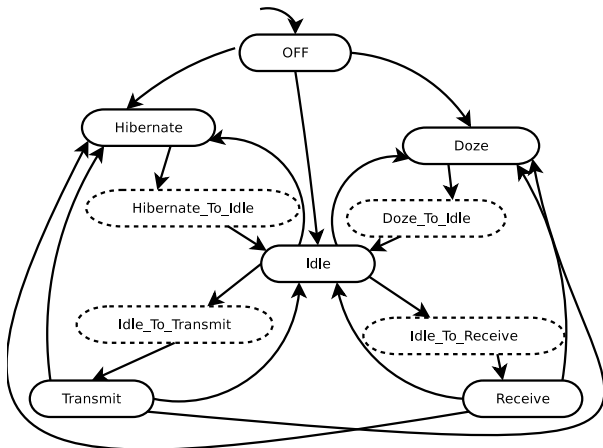 OFF
Hibernate
Doze
Hibernate_To_Idle
Doze_To_Idle
Idle
Idle_To_Transmit
Idle_To_Receive
Transmit
Receive